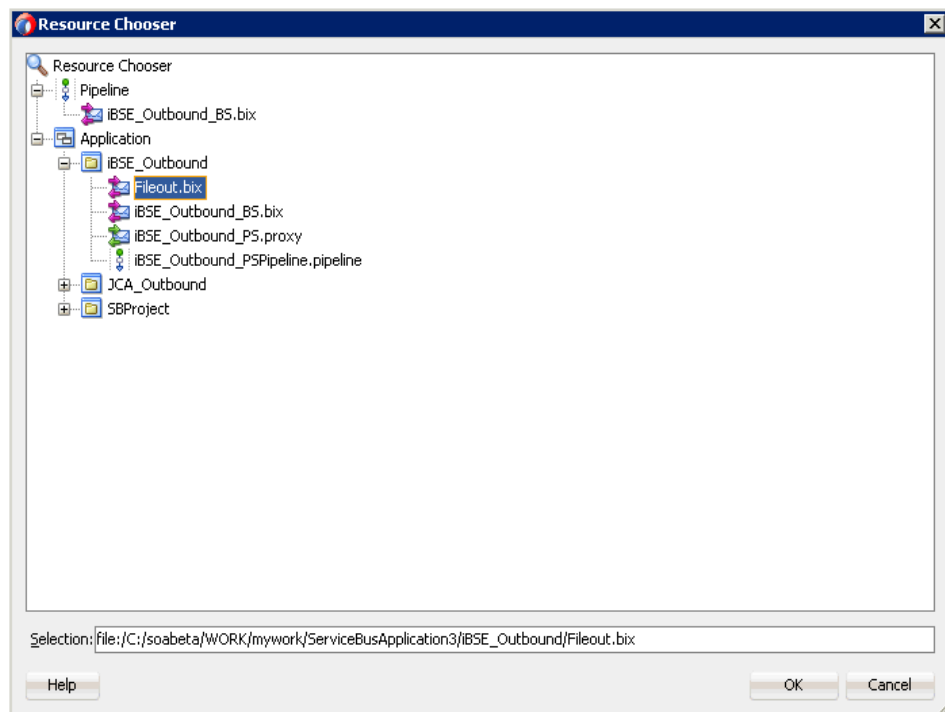 Resource Chooser
Resource Chooser
Pipeline
iBSE_Outbound_BS.bix
Application
iBSE_Outbound
Fileout.bix
iBSE_Outbound_BS.bix
iBSE_Outbound_PS.proxy
iBSE_Outbound_PSPipeline.pipeline
JCA_Outbound
SBProject
Selection: file:/C:/soabeta/WORK/mywork/ServiceBusApplication3/iBSE_Outbound/Fileout.bix
Help OK Cancel